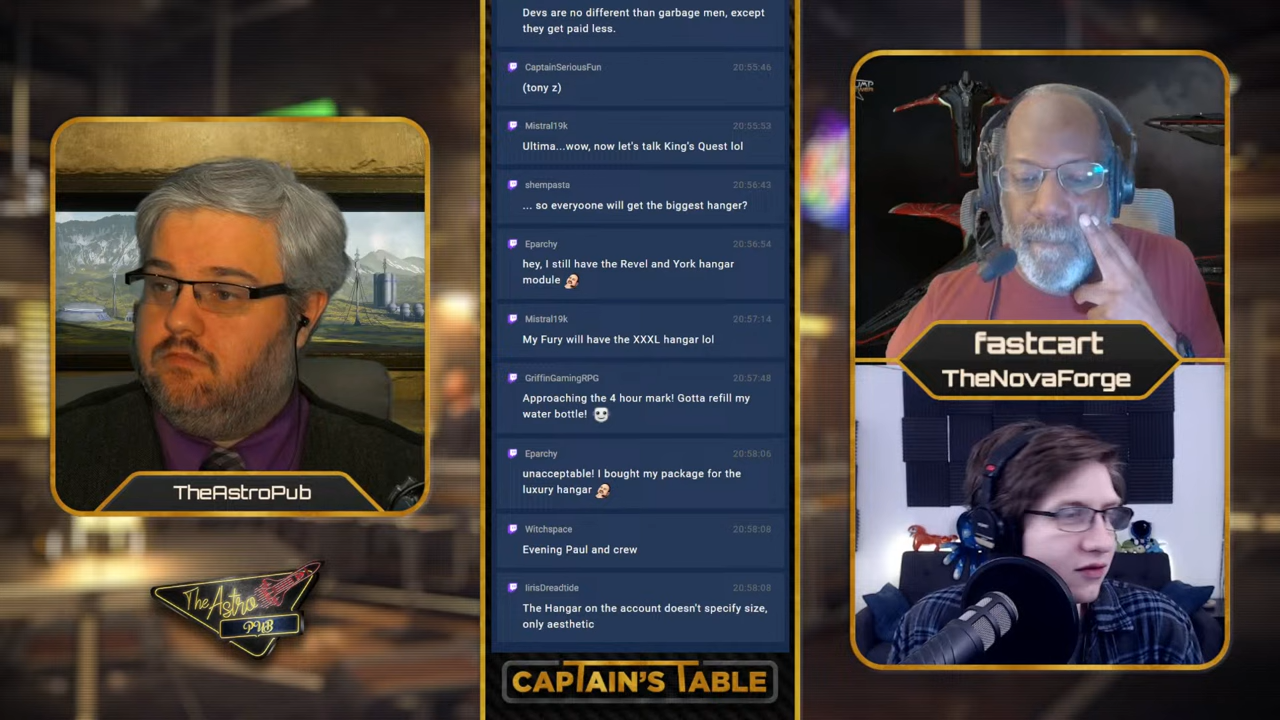 Devs are no different than garbage men, except
they get paid less.
CaptainSeriousFun 20:55:46
(tony z)
Mistral19k 20:55:53
Ultima...wow, now let's talk King's Quest lol
shempasta 20:56:43
... so everyoone will get the biggest hanger?
Eparchy 20:56:54
hey, I still have the Revel and York hangar
module
Mistral19k 20:57:14
My Fury will have the XXXL hangar lol
GriffinGamingRPG 20:57:48
Approaching the 4 hour mark! Gotta refill my
water bottle!
Eparchy 20:58:06
unacceptable! I bought my package for the
luxury hangar
Witchspace 20:58:08
Evening Paul and crew
IirisDreadtide 20:58:08
The Hangar on the account doesn't specify size,
only aesthetic
CAPTAIN'S TABLE
TheAstroPub
The Astro
PUB
fastcart
TheNovaForge